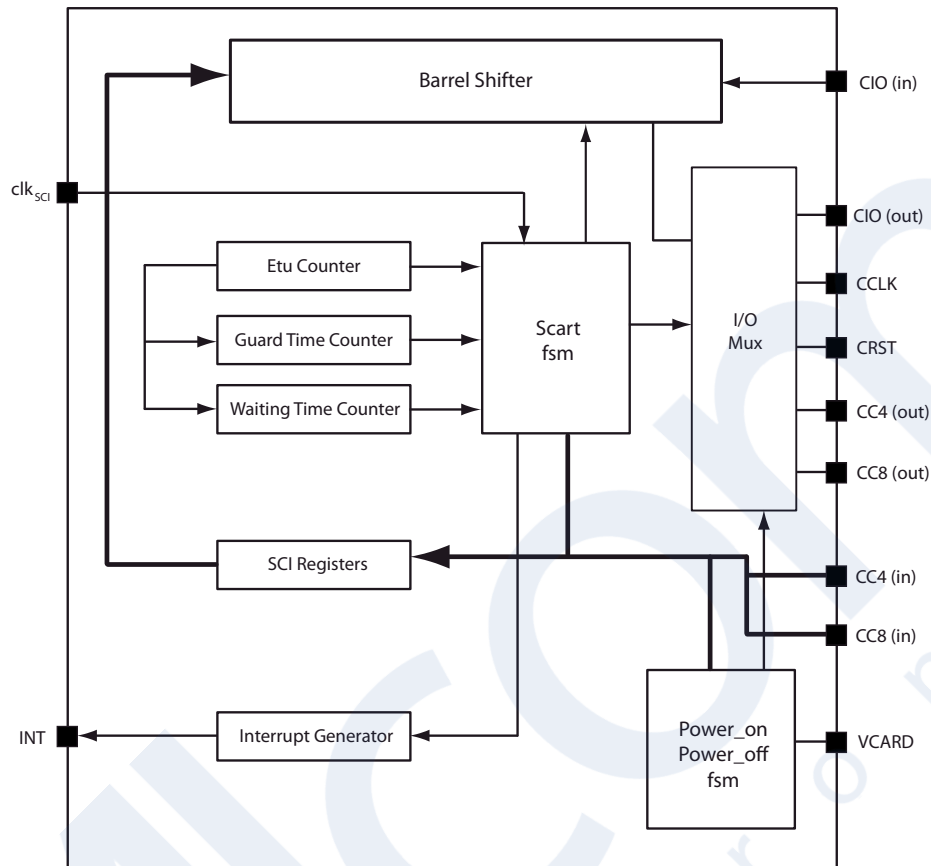 Barrel Shifter
CIO (in)
clkSCI
CIO (out)
Etu Counter
CCLK
Guard Time Counter
Scart
fsm
I/O
Mux
CRST
Waiting Time Counter
CC4 (out)
CC8 (out)
SCI Registers
CC4 (in)
CC8 (in)
INT
Interrupt Generator
Power_on
Power_off
fsm
VCARD